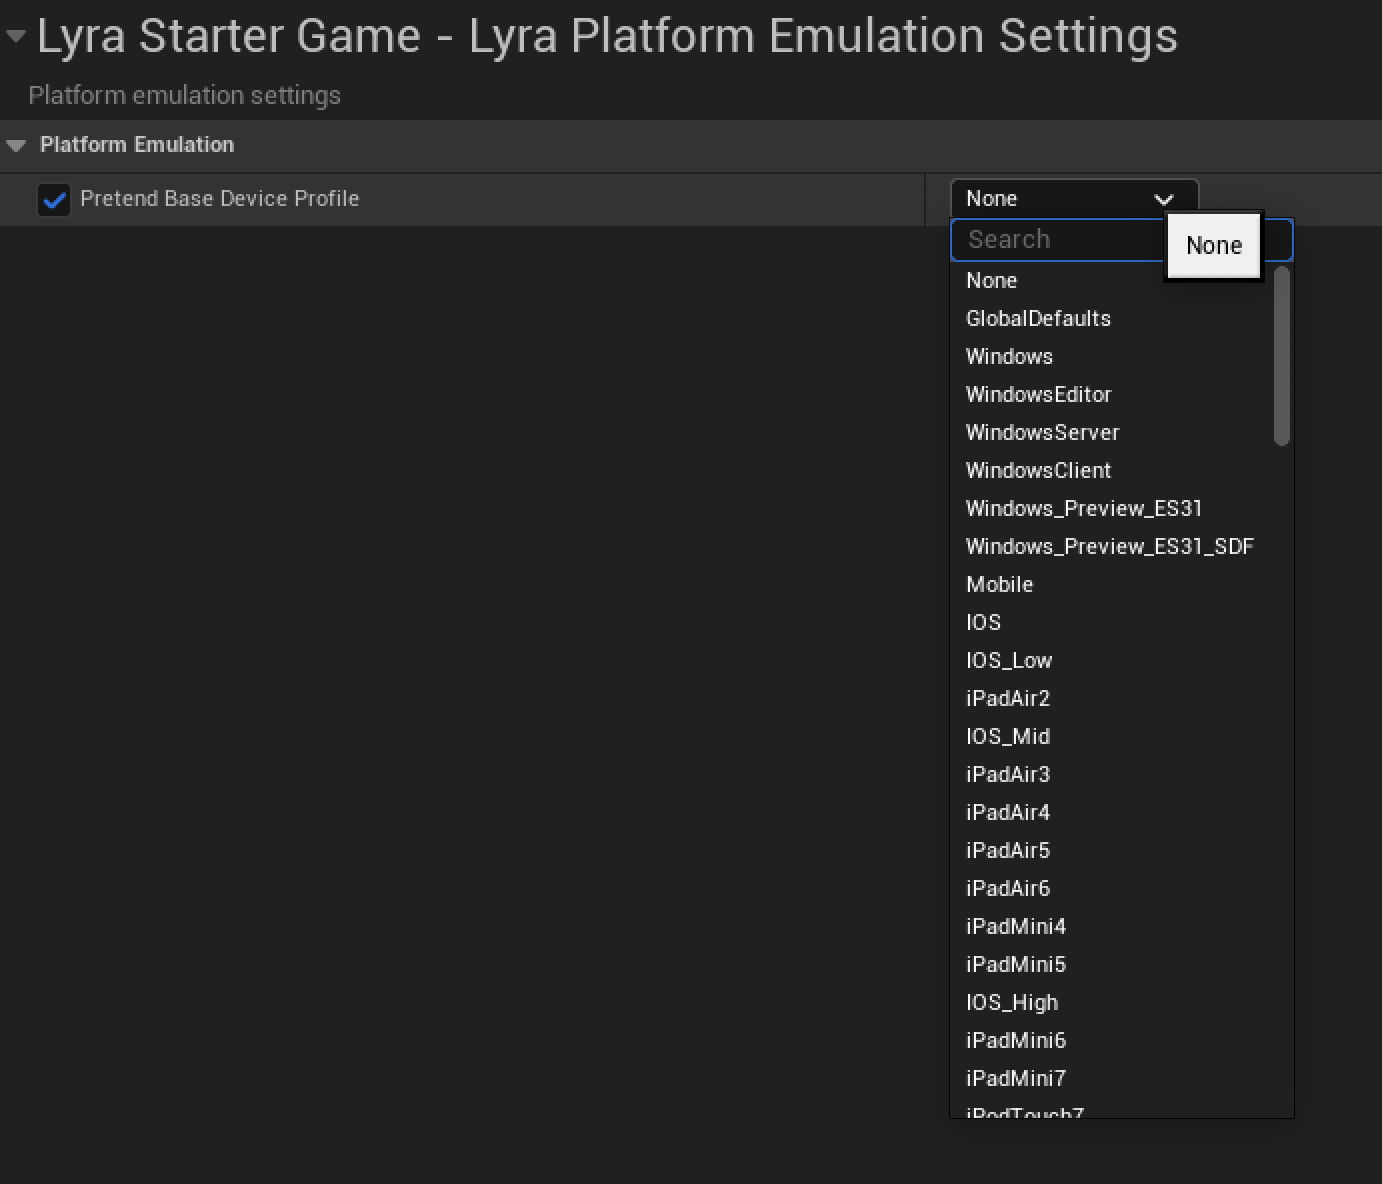 Lyra Starter Game - Lyra Platform Emulation Settings
Platform emulation settings
Platform Emulation
Pretend Base Device Profile
None
Search
None
None
GlobalDefaults
Windows
WindowsEditor
WindowsServer
WindowsClient
Windows_Preview_ES31
Windows_Preview_ES31_SDF
Mobile
IOS
IOS_Low
iPadAir2
IOS_Mid
iPadAir3
iPadAir4
iPadAir5
iPadAir6
iPadMini4
iPadMini5
IOS_High
iPadMini6
iPadMini7
iPodTouch7